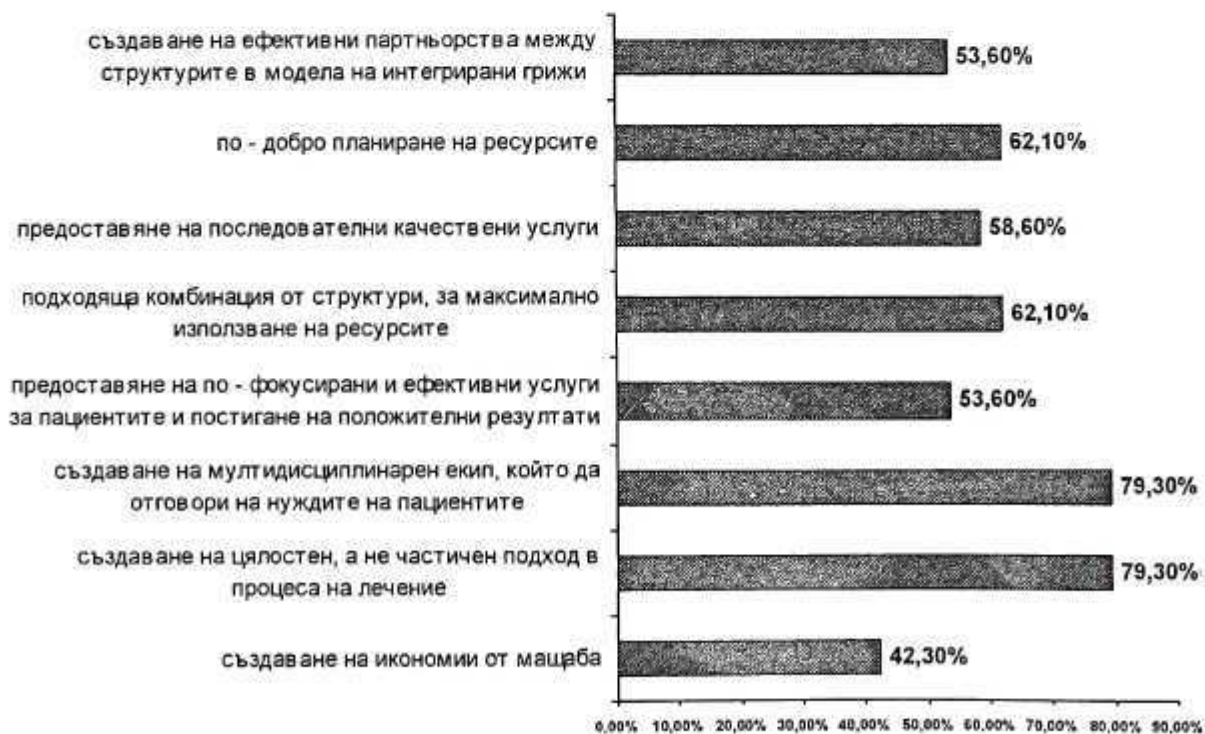 създаване на ефективни партньорства между
структурите в модела на интегрирани грижи
53,60%
по - добро планиране на ресурсите
62,10%
предоставяне на последователни качествени услуги
58,60%
подходяща комбинация от структури, за максимално
използване на ресурсите
62,10%
предоставяне на по - фокусирани и ефективни услуги
за пациентите и постигане на положителни резултати
53,60%
създаване на мултидисциплинарен екип, който да
отговори на нуждите на пациентите
79,30%
създаване на цялостен, а не частичен подход в
процеса на лечение
79,30%
създаване на икономии от мащаба
42,30%
0,00% 10,00% 20,00% 30,00% 40,00% 50,00% 60,00% 70,00% 80,00% 90,00%